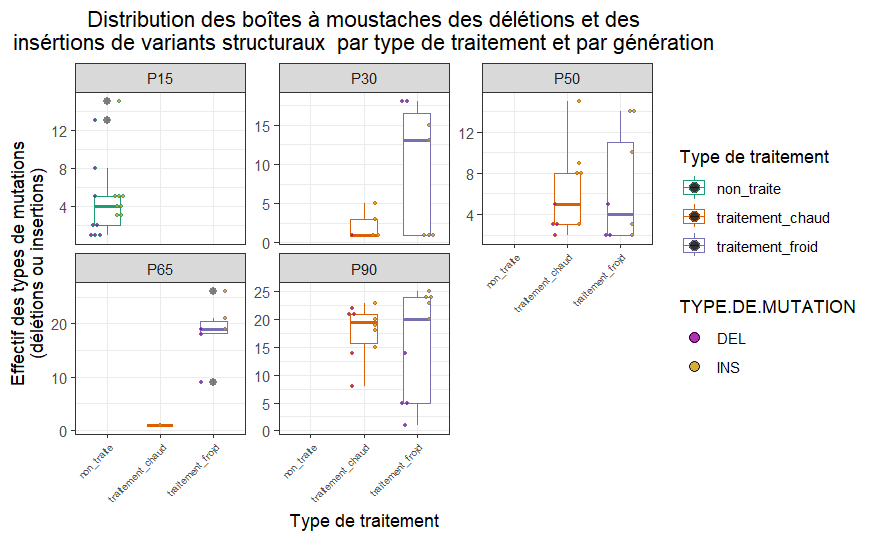 Distribution des boîtes à moustaches des délétions et des
insértions de variants structuraux  par type de traitement et par génération
Effectif des types de mutations
(délétions ou insertions)
P15
12
8
4
P30
15
10
5
0
P50
12
8
4
non_traite
traitement_chaud
traitement_froid
P65
20
10
0
non_traite
traitement_chaud
traitement_froid
P90
25
20
15
10
5
0
non_traite
traitement_chaud
traitement_froid
Type de traitement
Type de traitement
non_traite
traitement_chaud
traitement_froid
TYPE.DE.MUTATION
DEL
INS